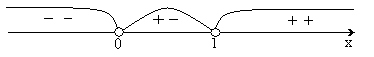 − − + − + +
0 1 x